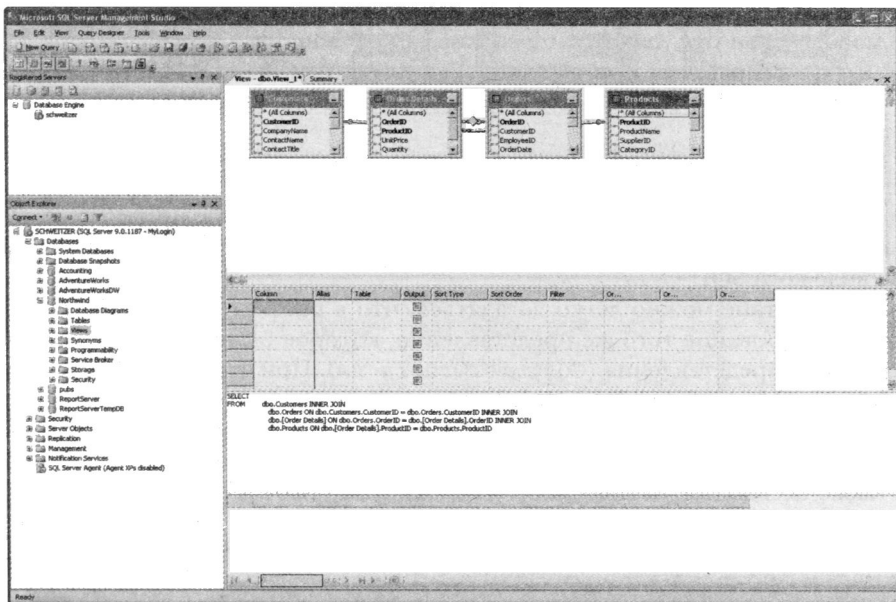 Microsoft SQL Server Management Studio
File Edit View Query Designer Tools Window Help
New Query
Registered Servers
Database Engine
schweitzer
View - dbo.View_1* Summary
Customers
* (All Columns)
CustomerID
CompanyName
ContactName
ContactTitle
Order Details
* (All Columns)
OrderID
ProductID
UnitPrice
Quantity
Orders
* (All Columns)
OrderID
CustomerID
EmployeeID
OrderDate
Products
* (All Columns)
ProductID
ProductName
SupplierID
CategoryID
Object Explorer
Connect
SCHWEITZER (SQL Server 9.0.1187 - MyLogin)
Databases
System Databases
Database Snapshots
Accounting
AdventureWorks
AdventureWorksDW
Northwind
Database Diagrams
Tables
Views
Synonyms
Programmability
Service Broker
Storage
Security
pubs
ReportServer
ReportServerTempDB
Security
Server Objects
Replication
Management
Notification Services
SQL Server Agent (Agent XPs disabled)
Column Alias Table Output Sort Type Sort Order Filter Or... Or... Or...
SELECT
FROM dbo.Customers INNER JOIN
dbo.Orders ON dbo.Customers.CustomerID = dbo.Orders.CustomerID INNER JOIN
dbo.[Order Details] ON dbo.Orders.OrderID = dbo.[Order Details].OrderID INNER JOIN
dbo.Products ON dbo.[Order Details].ProductID = dbo.Products.ProductID
Ready